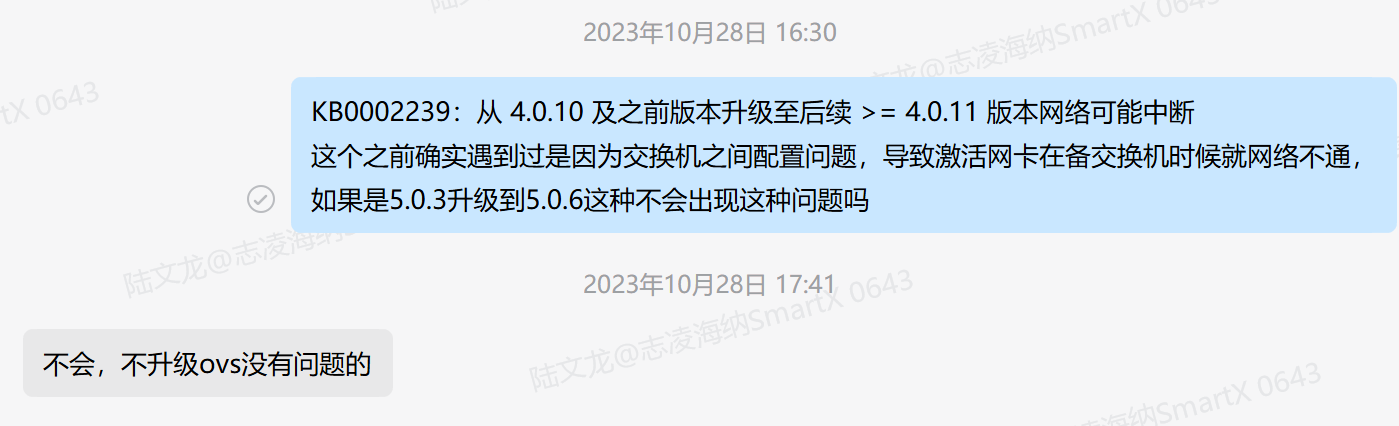 陆文龙@志凌海纳SmartX 0643
2023年10月28日 16:30
KB0002239：从 4.0.10 及之前版本升级至后续 >= 4.0.11 版本网络可能中断
这个之前确实遇到过是因为交换机之间配置问题，导致激活网卡在备交换机时候就网络不通，
如果是5.0.3升级到5.0.6这种不会出现这种问题吗
tX 0643
陆文龙@志凌海纳
2023年10月28日 17:41
陆文龙@志凌海纳SmartX 0643
不会，不升级ovs没有问题的
海纳SmartX 0643